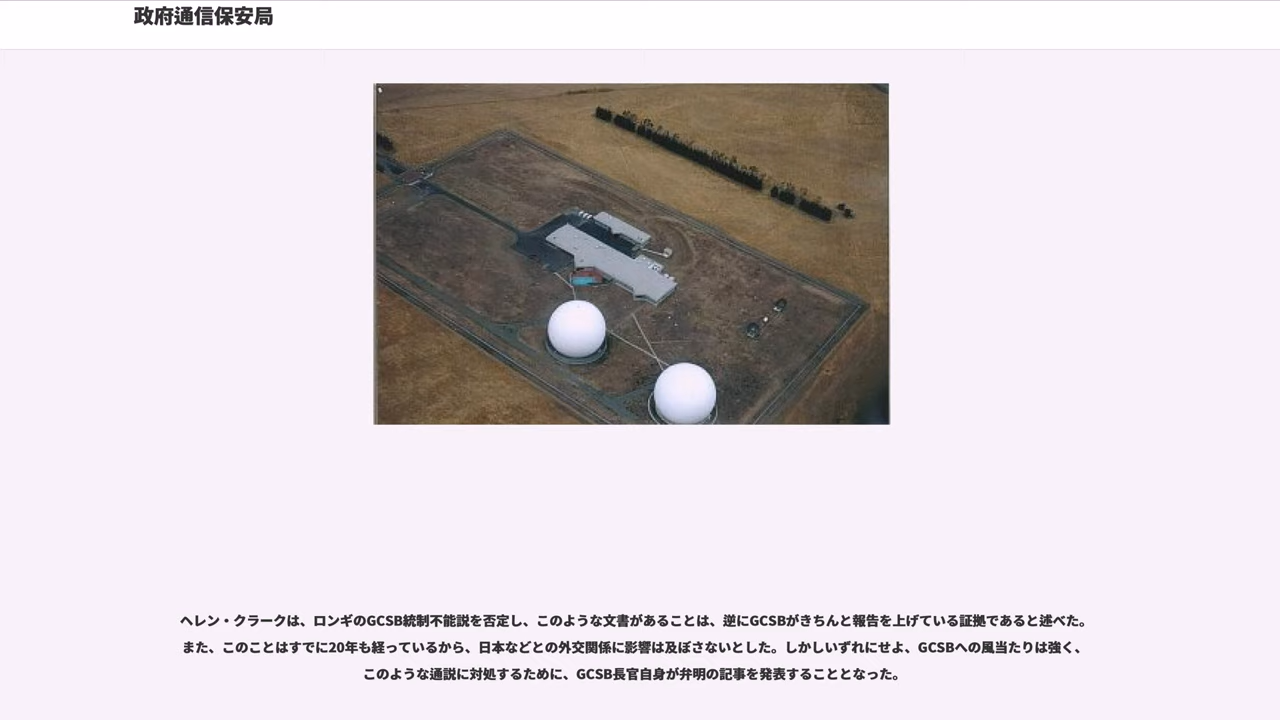 政府通信保安局
ヘレン・クラークは、ロンギのGCSB統制不能説を否定し、このような文書があることは、逆にGCSBがきちんと報告を上げている証拠であると述べた。
また、このことはすでに20年も経っているから、日本などとの外交関係に影響は及ぼさないとした。しかしいずれにせよ、GCSBへの風当たりは強く、
このような通説に対処するために、GCSB長官自身が弁明の記事を発表することとなった。